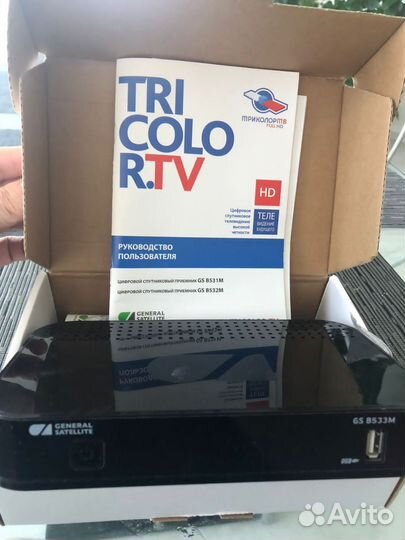 TRI
COLO
R.TV
ТРИКОЛОР ТВ
FULL HD
HD
Цифровое
спутниковое
телевидение
высокой
четкости
ТЕЛЕ
ВИДЕНИЕ
БУДУЩЕГО
РУКОВОДСТВО
ПОЛЬЗОВАТЕЛЯ
ЦИФРОВОЙ СПУТНИКОВЫЙ ПРИЕМНИК GS B531M
ЦИФРОВОЙ СПУТНИКОВЫЙ ПРИЕМНИК GS B532M
GENERAL
SATELLITE
GENERAL
SATELLITE
GS B533M
Avito